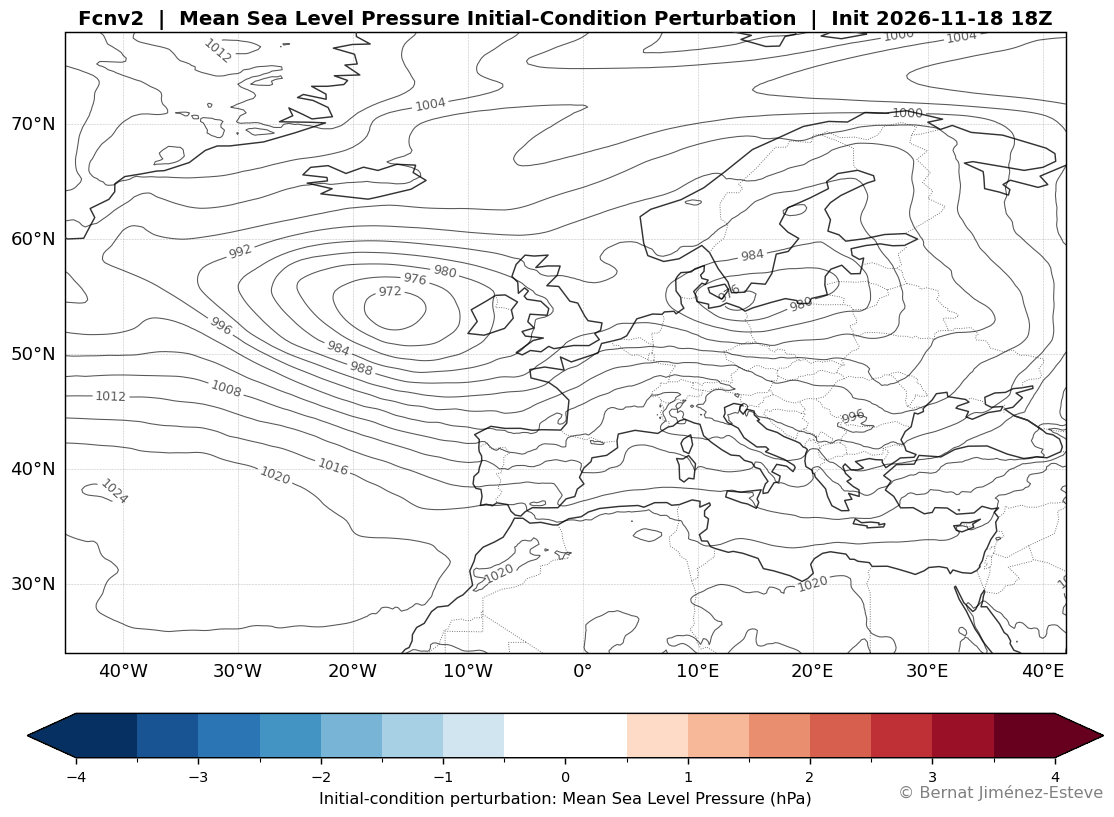 Fcnv2 | Mean Sea Level Pressure Initial-Condition Perturbation | Init 2026-11-18 18Z
1012
1000
1004
1004
1000
70°N
60°N
992
984
980
976
972
976
980
996
984
988
50°N
1008
1012
996
1016
1020
40°N
1024
1020
1020
30°N
40°W 30°W 20°W 10°W 0° 10°E 20°E 30°E 40°E
−4 −3 −2 −1 0 1 2 3 4
Initial-condition perturbation: Mean Sea Level Pressure (hPa)
© Bernat Jiménez-Esteve